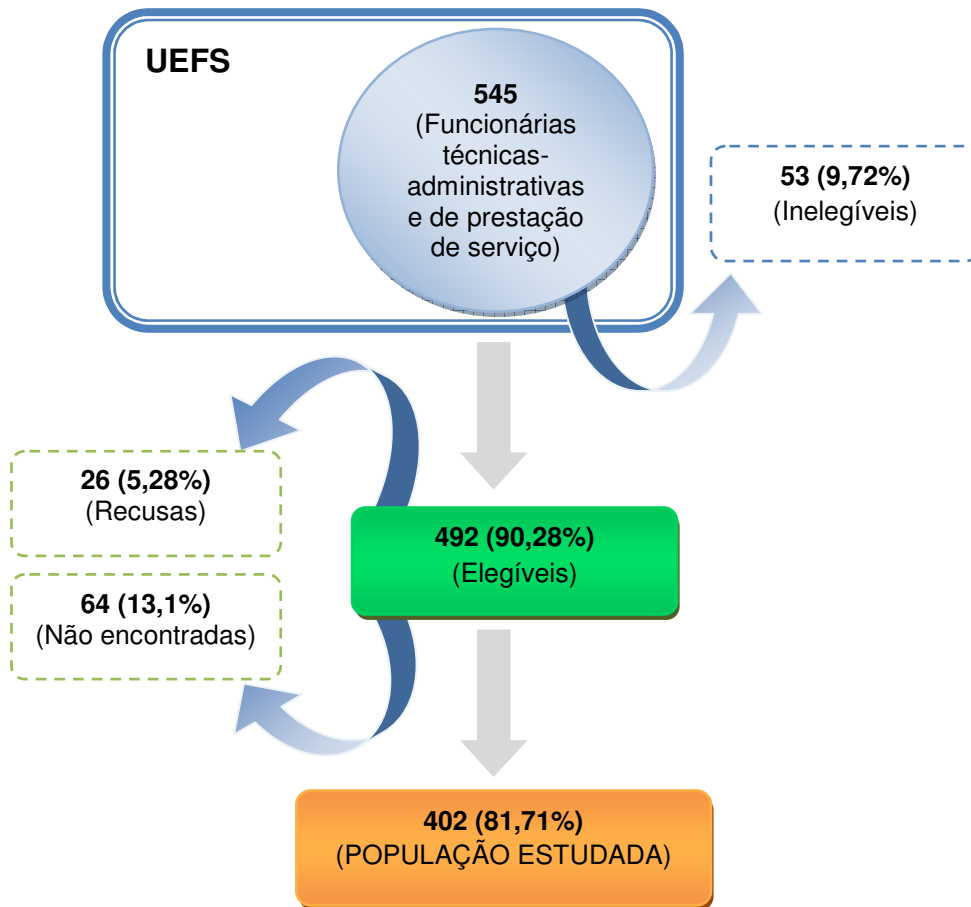 UEFS
545
(Funcionárias
técnicas-
administrativas
e de prestação
de serviço)
53 (9,72%)
(Inelegíveis)
26 (5,28%)
(Recusas)
492 (90,28%)
(Elegíveis)
64 (13,1%)
(Não encontradas)
402 (81,71%)
(POPULAÇÃO ESTUDADA)